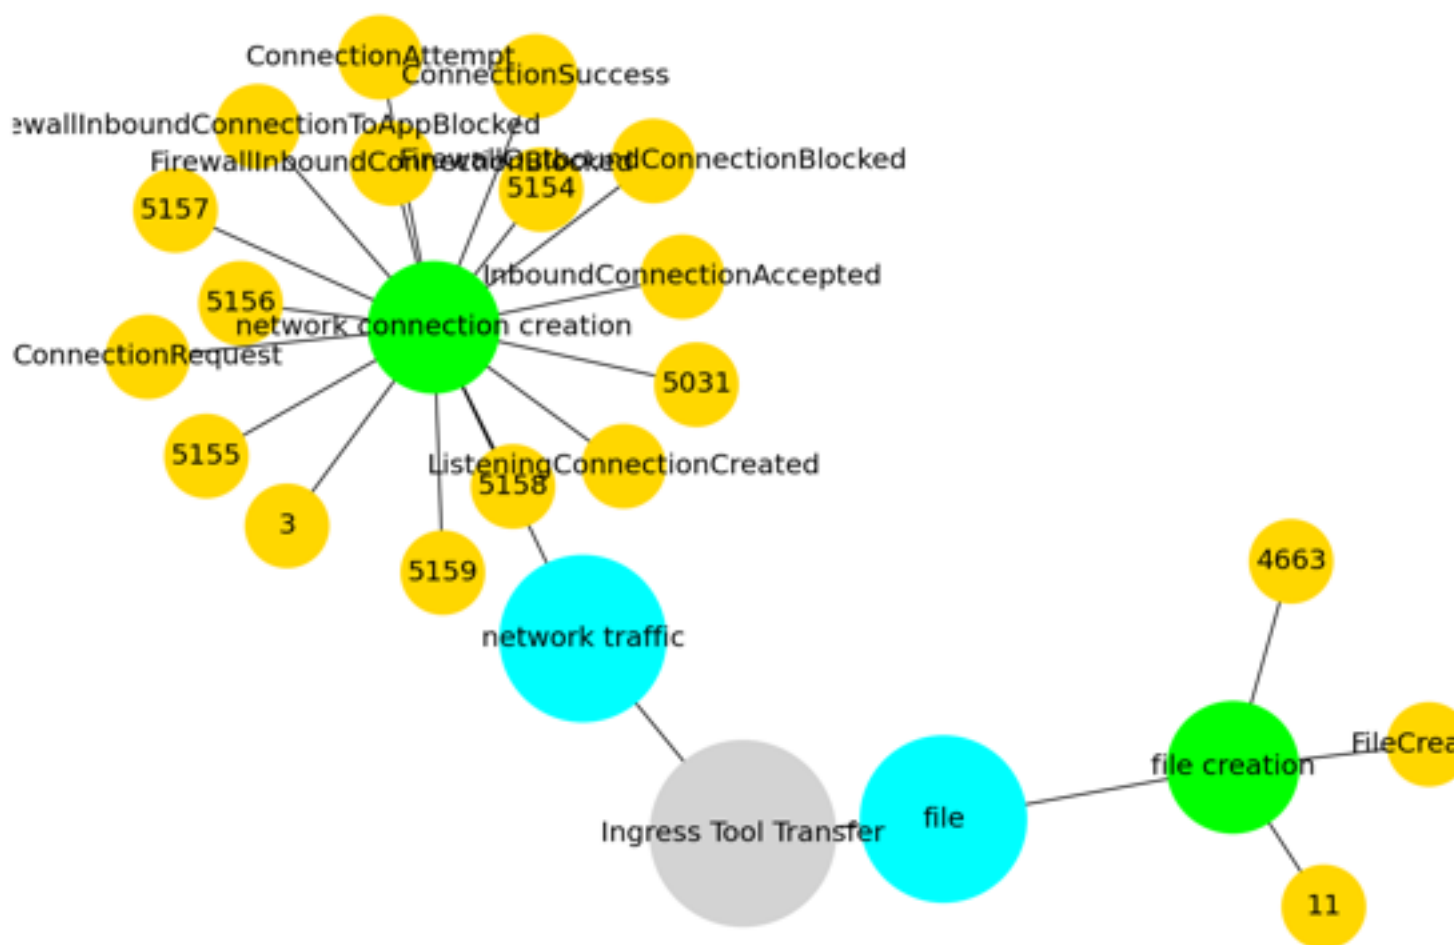 ConnectionAttempt
ConnectionSuccess
ewallInboundConnectionToAppBlocked
FirewallInboundConnectionBlocked
FirewallOutboundConnectionBlocked
5154
5157
InboundConnectionAccepted
5156
network connection creation
ConnectionRequest
5031
5155
ListeningConnectionCreated
5158
3
5159
4663
network traffic
FileCrea
file creation
file
Ingress Tool Transfer
11